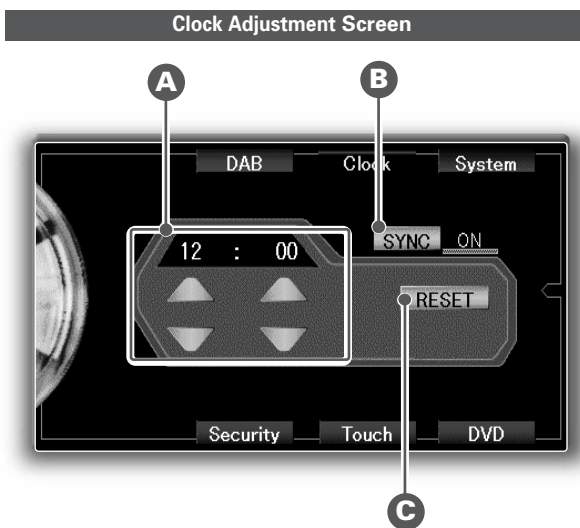 Clock Adjustment Screen
A
B
DAB Clock System
12 : 00
SYNC ON
RESET
Security Touch DVD
C